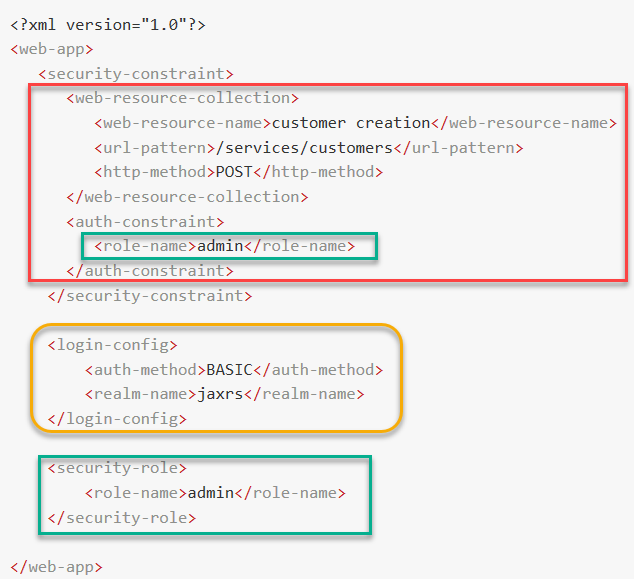 <?xml version="1.0"?>
<web-app>
<security-constraint>
<web-resource-collection>
<web-resource-name>customer creation</web-resource-name>
<url-pattern>/services/customers</url-pattern>
<http-method>POST</http-method>
</web-resource-collection>
<auth-constraint>
<role-name>admin</role-name>
</auth-constraint>
</security-constraint>
<login-config>
<auth-method>BASIC</auth-method>
<realm-name>jaxrs</realm-name>
</login-config>
<security-role>
<role-name>admin</role-name>
</security-role>
</web-app>